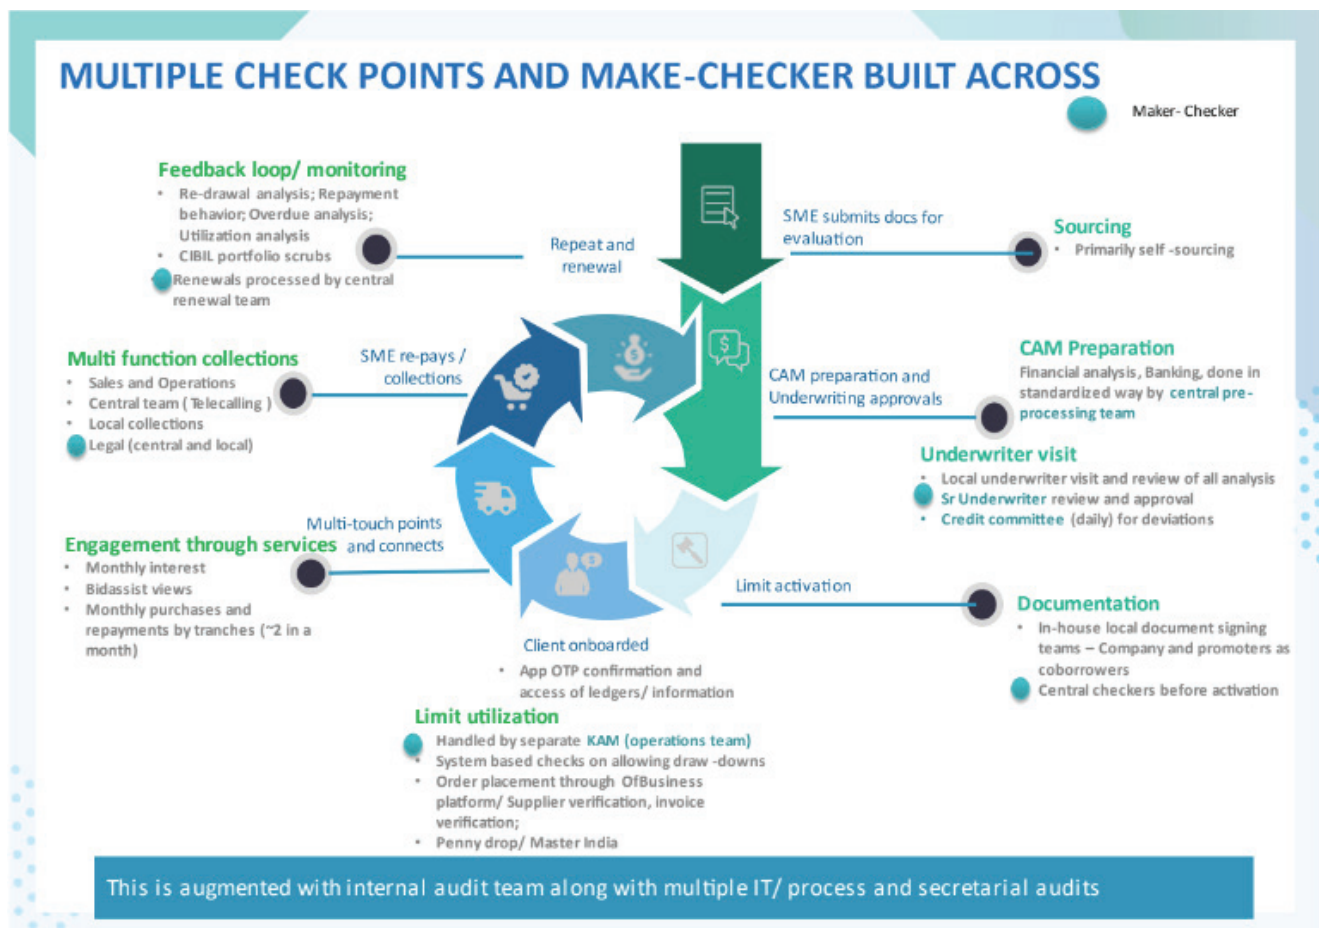 MULTIPLE CHECK POINTS AND MAKE-CHECKER BUILT ACROSS
Maker- Checker
Feedback loop/ monitoring
• Re-drawal analysis; Repayment
behavior; Overdue analysis;
Utilization analysis
• CIBIL portfolio scrubs
Renewals processed by central
renewal team
Repeat and
renewal
SME submits docs for
evaluation
Sourcing
• Primarily self -sourcing
Multi function collections
• Sales and Operations
• Central team ( Telecalling )
• Local collections
Legal (central and local)
SME re-pays /
collections
CAM preparation and
Underwriting approvals
CAM Preparation
Financial analysis, Banking, done in
standardized way by central pre-
processing team
Underwriter visit
• Local underwriter visit and review of all analysis
Sr Underwriter review and approval
• Credit committee (daily) for deviations
Engagement through services
• Monthly interest
• Bidassist views
• Monthly purchases and
repayments by tranches (~2 in a
month)
Multi-touch points
and connects
Limit activation
Documentation
• In-house local document signing
teams – Company and promoters as
coborrowers
Central checkers before activation
Client onboarded
• App OTP confirmation and
access of ledgers/ information
Limit utilization
Handled by separate KAM (operations team)
• System based checks on allowing draw -downs
• Order placement through OfBusiness
platform/ Supplier verification, invoice
verification;
• Penny drop/ Master India
This is augmented with internal audit team along with multiple IT/ process and secretarial audits